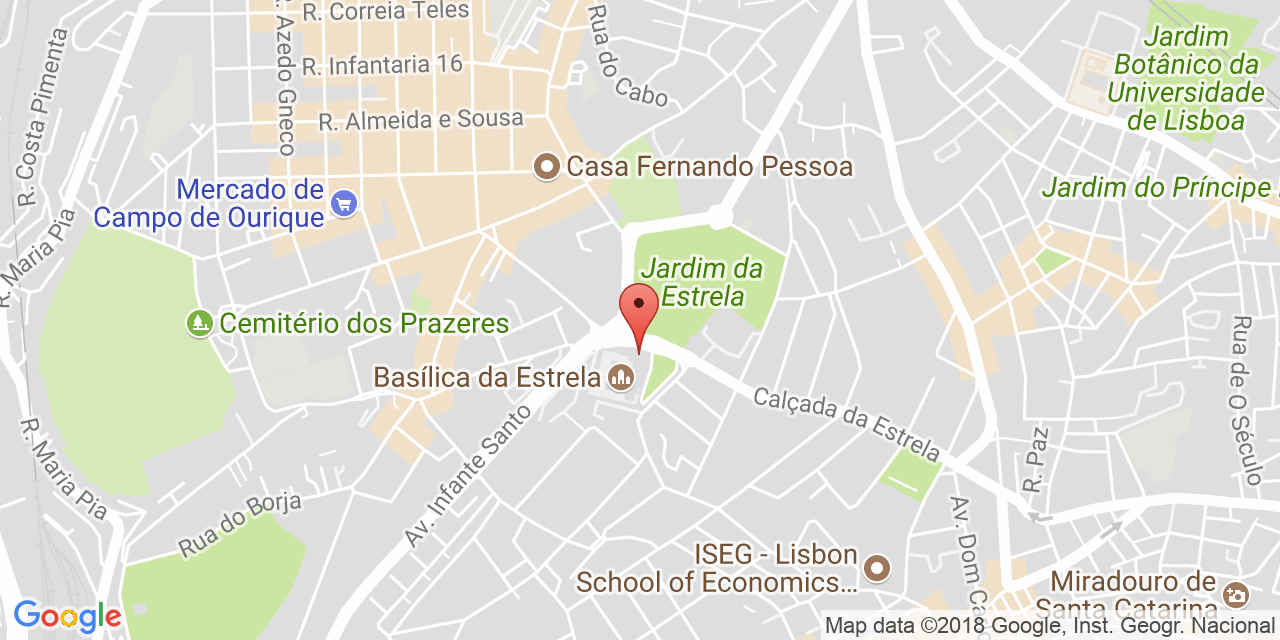 R. Correia Teles
R. Azedo Gneco
R. Infantaria 16
R. Almeida e Sousa
Rua do Cabo
R. Costa Pimenta
Casa Fernando Pessoa
Mercado de
Campo de Ourique
Jardim
Botânico da
Universidade
de Lisboa
Jardim do Príncipe
R. Maria Pia
Jardim da
Estrela
Cemitério dos Prazeres
Basílica da Estrela
Calçada da Estrela
Av. Infante Santo
R. Maria Pia
Rua do Borja
Rua de O Século
R. Paz
Av. Dom Ca
ISEG - Lisbon
School of Economics...
Miradouro de
Santa Catarina
Google
Map data ©2018 Google, Inst. Geogr. Nacional